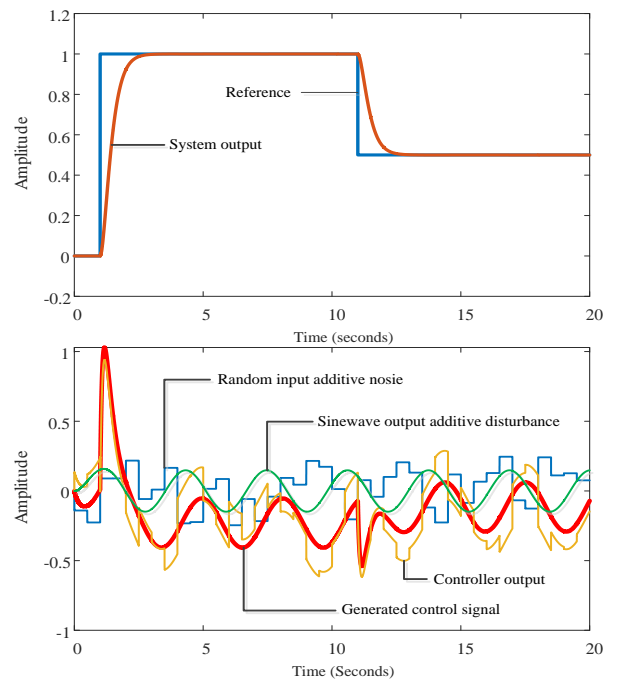 1.2
1
0.8
0.6
0.4
0.2
0
-0.2
Amplitude
Reference
System output
0
5
10
15
20
Time (seconds)
1
0.5
0
-0.5
-1
Amplitude
Random input additive nosie
Sinewave output additive disturbance
Controller output
Generated control signal
0
5
10
15
20
Time (Seconds)